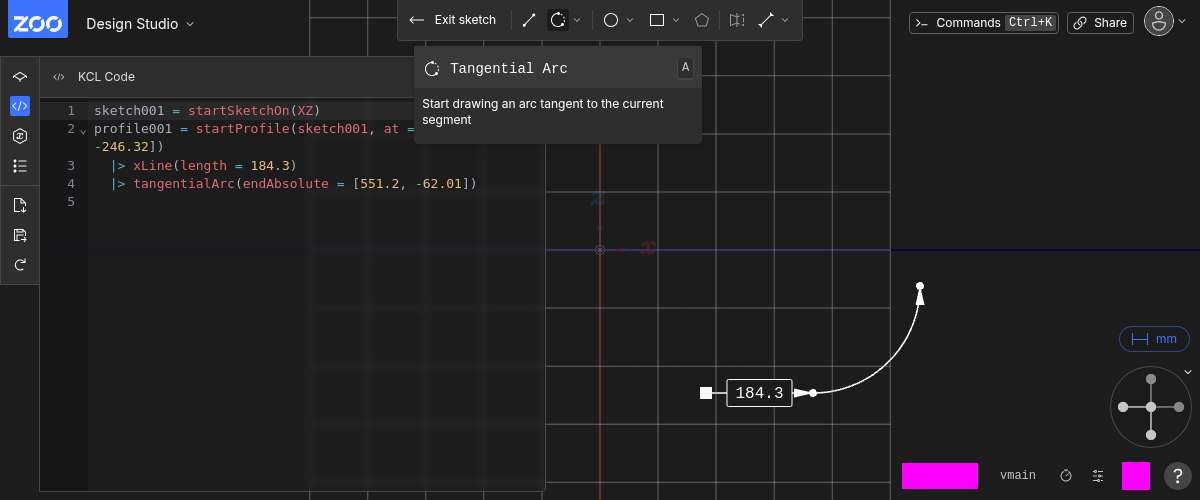 ZOO
Design Studio
Exit sketch
Commands Ctrl+K
Share
KCL Code
Tangential Arc
A
Start drawing an arc tangent to the current
segment
1 sketch001 = startSketchOn(XZ)
2 profile001 = startProfile(sketch001, at =
-246.32])
3 |> xLine(length = 184.3)
4 |> tangentialArc(endAbsolute = [551.2, -62.01])
5
z
x
184.3
mm
vmain
?